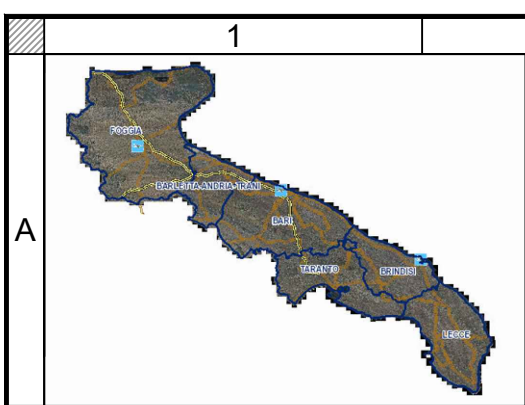 1
A
FOGGIA
BARLETTA-ANDRIA-TRANI
BARI
TARANTO
BRINDISI
LECCE